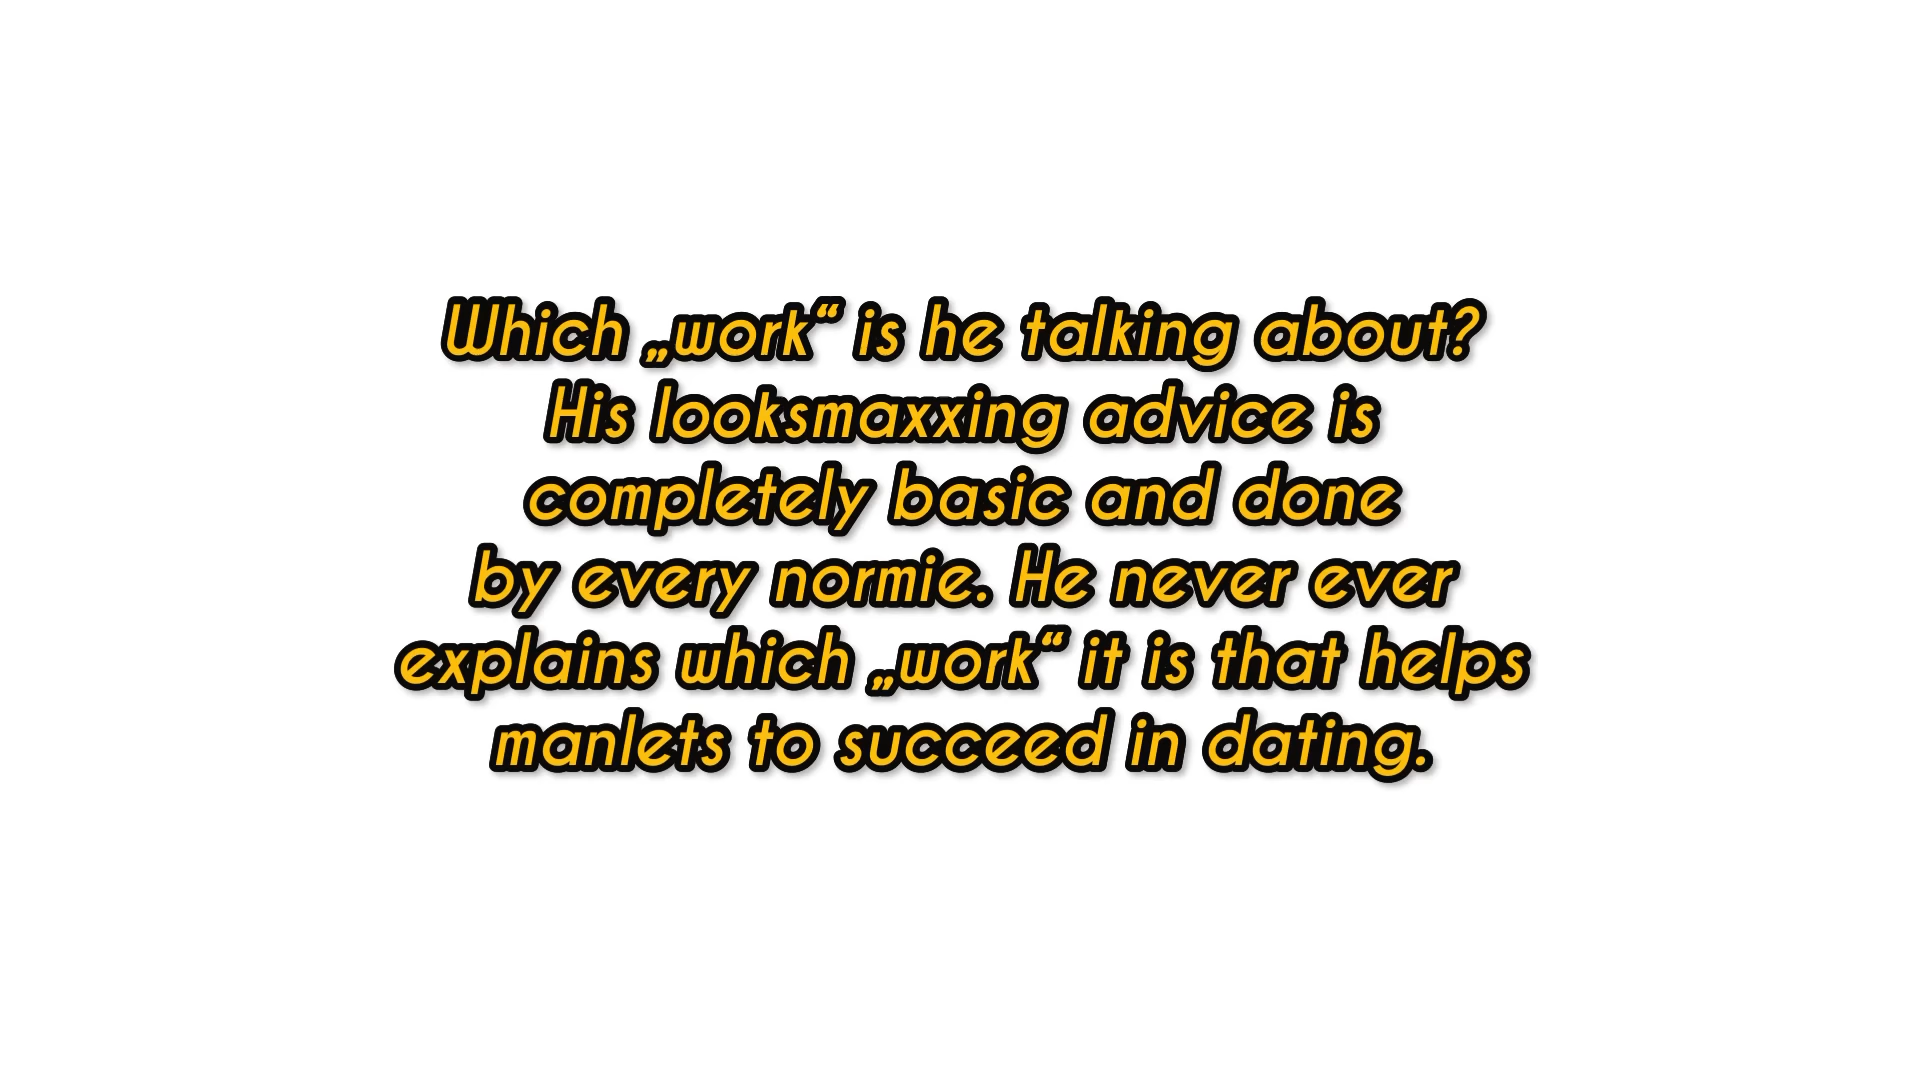 Which „work“ is he talking about?
His looksmaxxing advice is
completely basic and done
by every normie. He never ever
explains which „work“ it is that helps
manlets to succeed in dating.